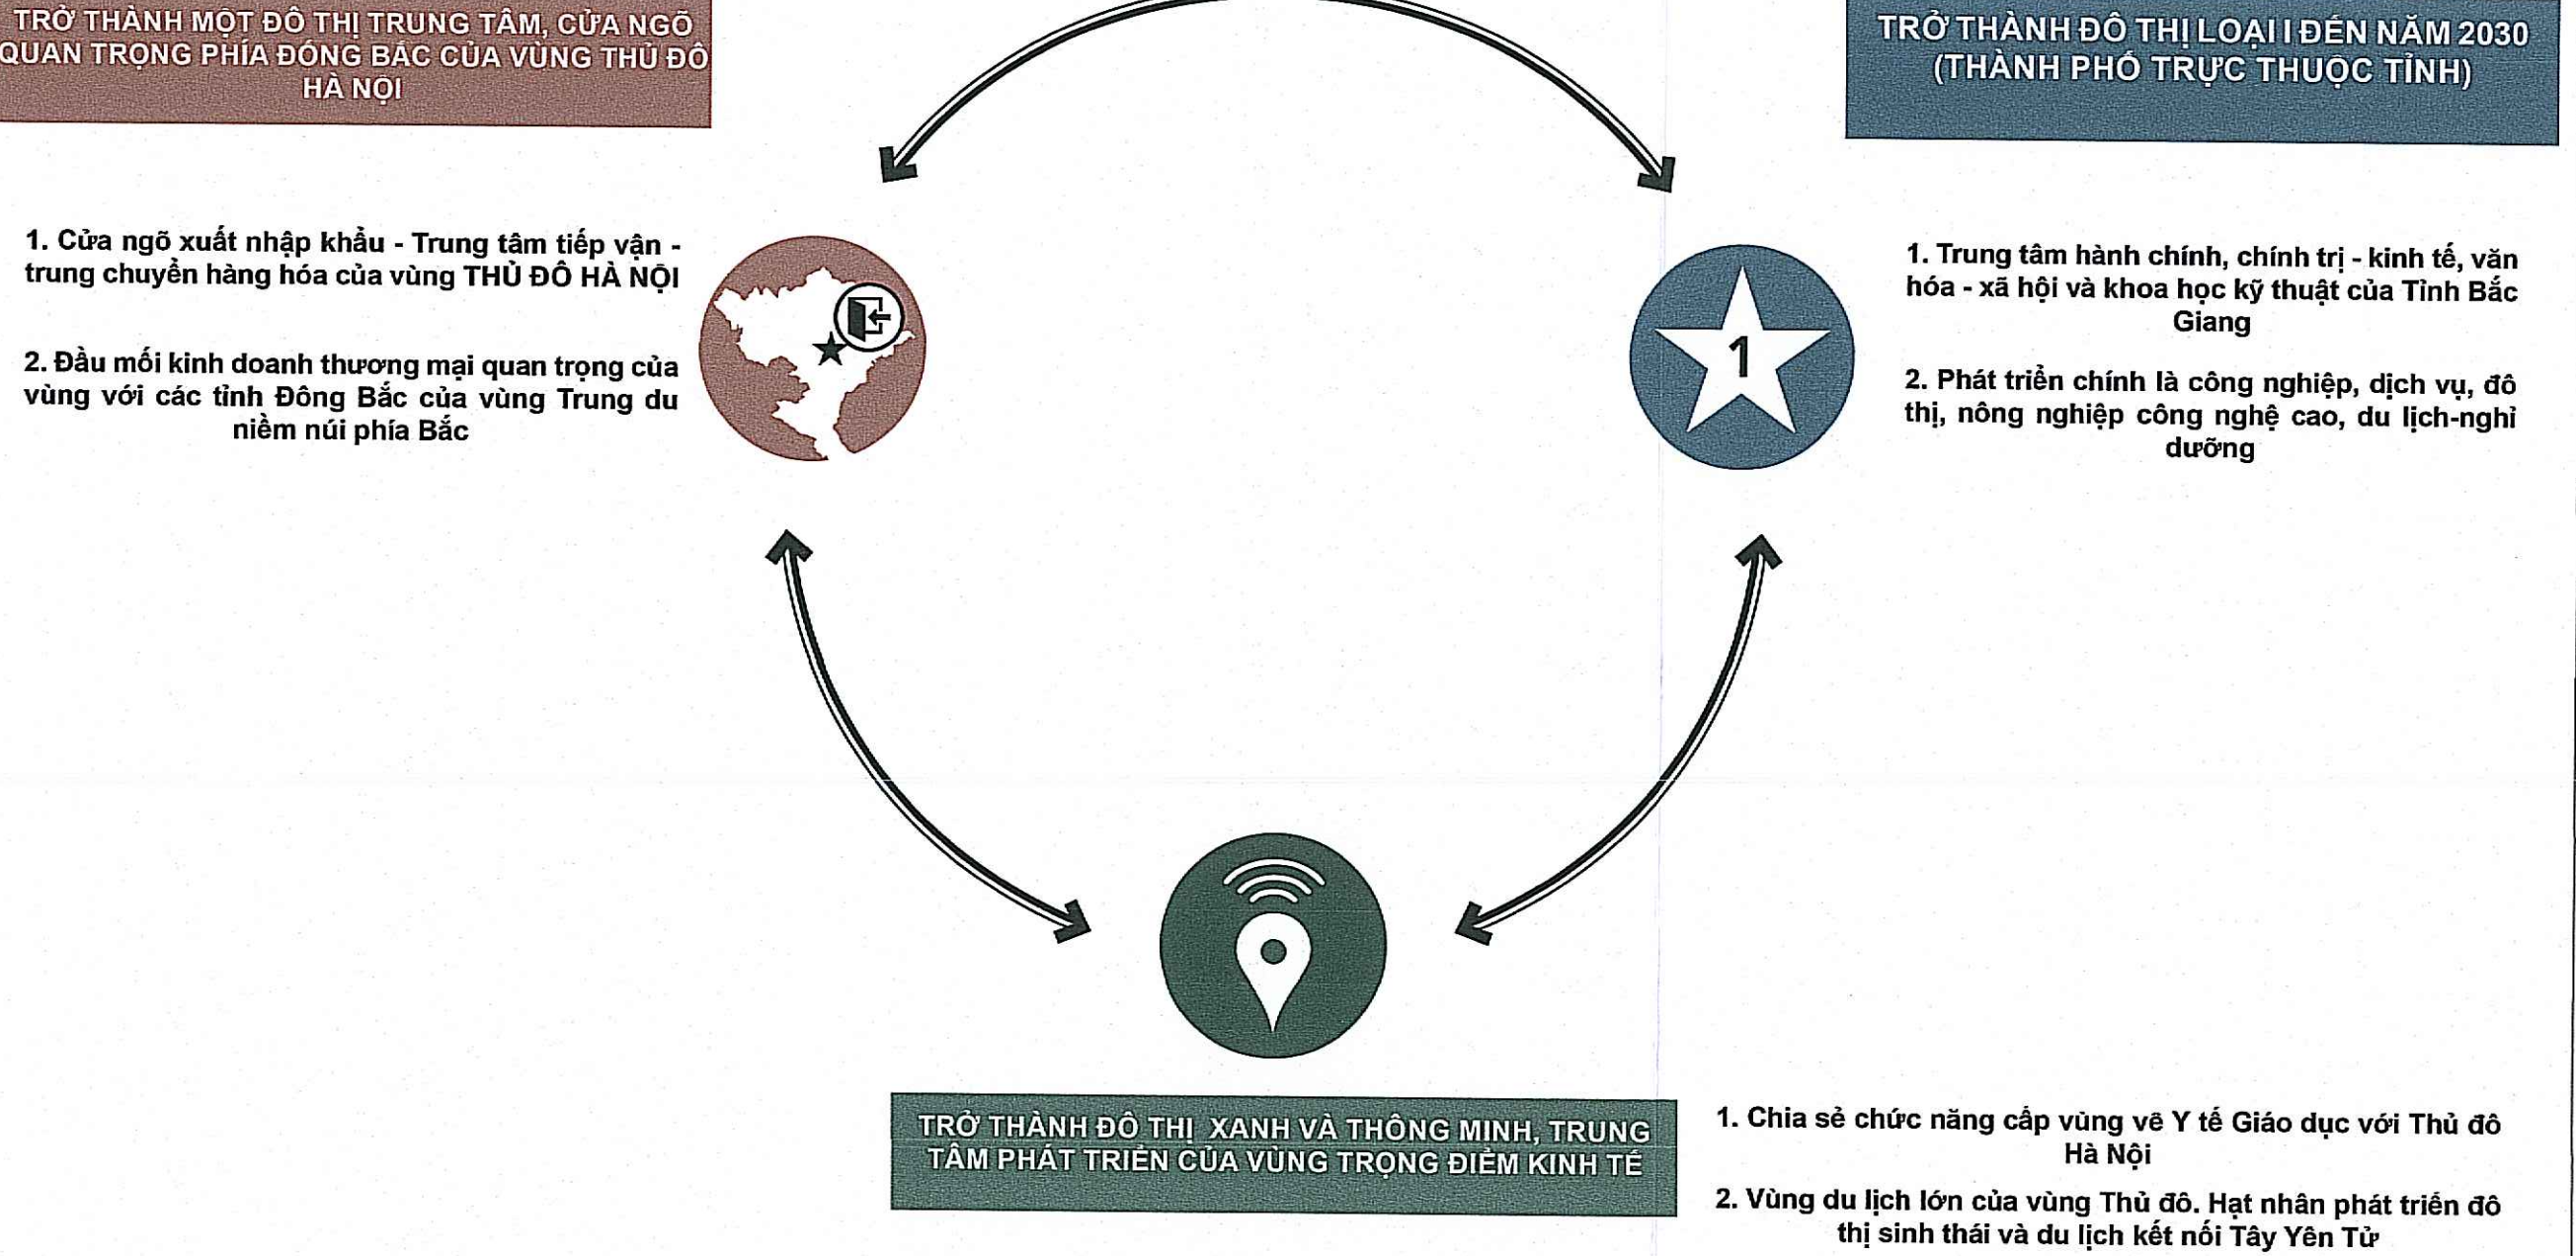 TRỞ THÀNH MỘT ĐÔ THỊ TRUNG TÂM, CỬA NGÕ
QUAN TRỌNG PHÍA ĐÔNG BẮC CỦA VÙNG THỦ ĐÔ
HÀ NỘI
1. Cửa ngõ xuất nhập khẩu - Trung tâm tiếp vận -
trung chuyển hàng hóa của vùng THỦ ĐÔ HÀ NỘI
2. Đầu mối kinh doanh thương mại quan trọng của
vùng với các tỉnh Đông Bắc của vùng Trung du
niềm núi phía Bắc
TRỞ THÀNH ĐÔ THỊ LOẠI I ĐẾN NĂM 2030
(THÀNH PHỐ TRỰC THUỘC TỈNH)
1
1. Trung tâm hành chính, chính trị - kinh tế, văn
hóa - xã hội và khoa học kỹ thuật của Tỉnh Bắc
Giang
2. Phát triển chính là công nghiệp, dịch vụ, đô
thị, nông nghiệp công nghệ cao, du lịch-nghỉ
dưỡng
TRỞ THÀNH ĐÔ THỊ XANH VÀ THÔNG MINH, TRUNG
TÂM PHÁT TRIỂN CỦA VÙNG TRỌNG ĐIỂM KINH TẾ
1. Chia sẻ chức năng cấp vùng về Y tế Giáo dục với Thủ đô
Hà Nội
2. Vùng du lịch lớn của vùng Thủ đô. Hạt nhân phát triển đô
thị sinh thái và du lịch kết nối Tây Yên Tử